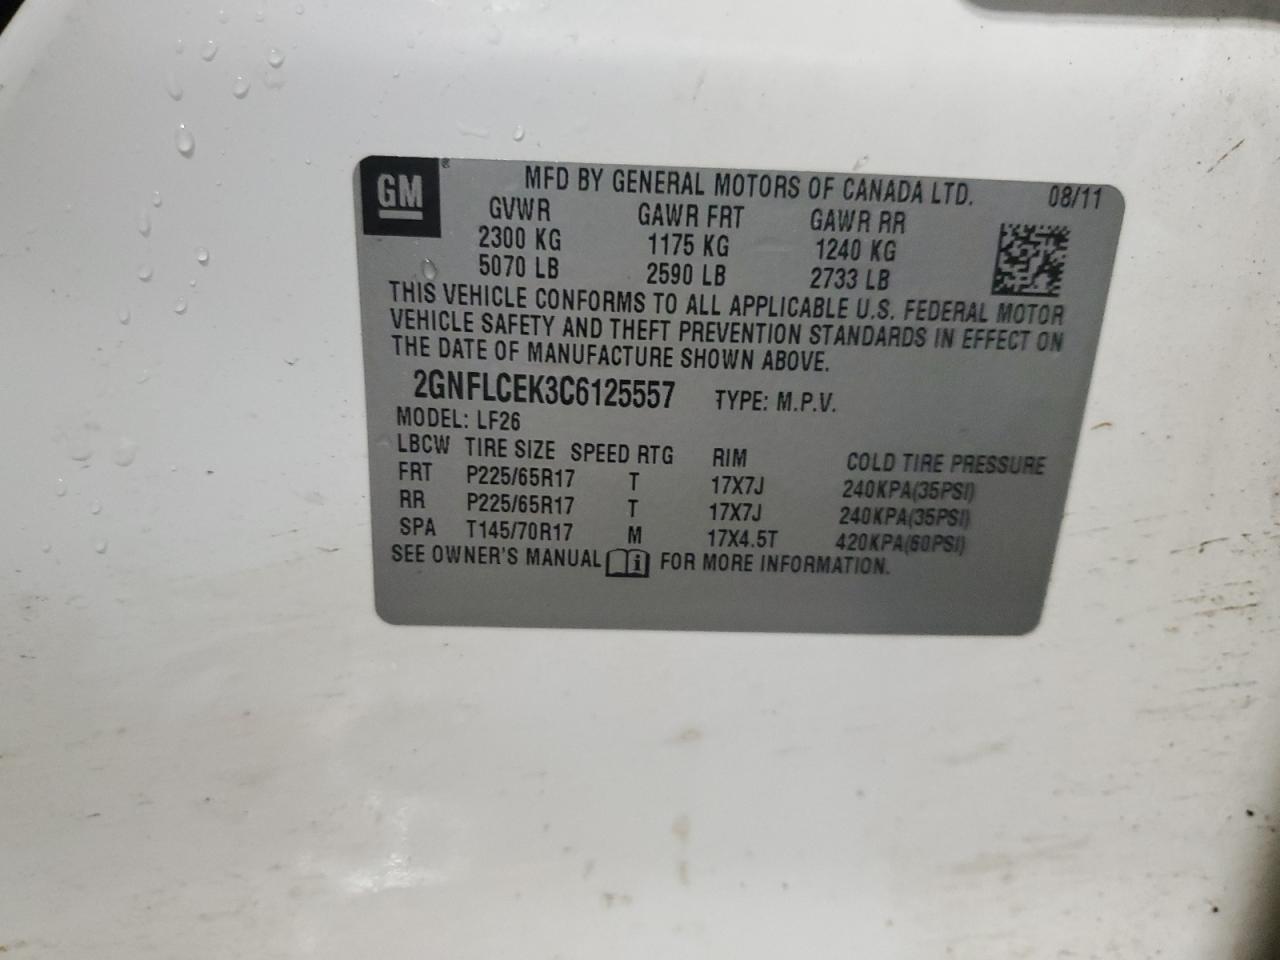 GM ®
MFD BY GENERAL MOTORS OF CANADA LTD. 08/11
GVWR GAWR FRT GAWR RR
2300 KG 1175 KG 1240 KG
5070 LB 2590 LB 2733 LB
THIS VEHICLE CONFORMS TO ALL APPLICABLE U.S. FEDERAL MOTOR
VEHICLE SAFETY AND THEFT PREVENTION STANDARDS IN EFFECT ON
THE DATE OF MANUFACTURE SHOWN ABOVE.
2GNFLCEK3C6125557 TYPE: M.P.V.
MODEL: LF26
LBCW TIRE SIZE SPEED RTG RIM COLD TIRE PRESSURE
FRT P225/65R17 T 17X7J 240KPA(35PSI)
RR P225/65R17 T 17X7J 240KPA(35PSI)
SPA T145/70R17 M 17X4.5T 420KPA(60PSI)
SEE OWNER'S MANUAL FOR MORE INFORMATION.